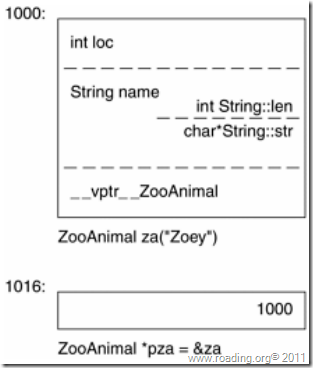 1000:
int loc
String name
int String::len
char*String::str
__vptr__ZooAnimal
ZooAnimal za("Zoey")
1016:
1000
ZooAnimal *pza = &za
www.roading.org© 2011